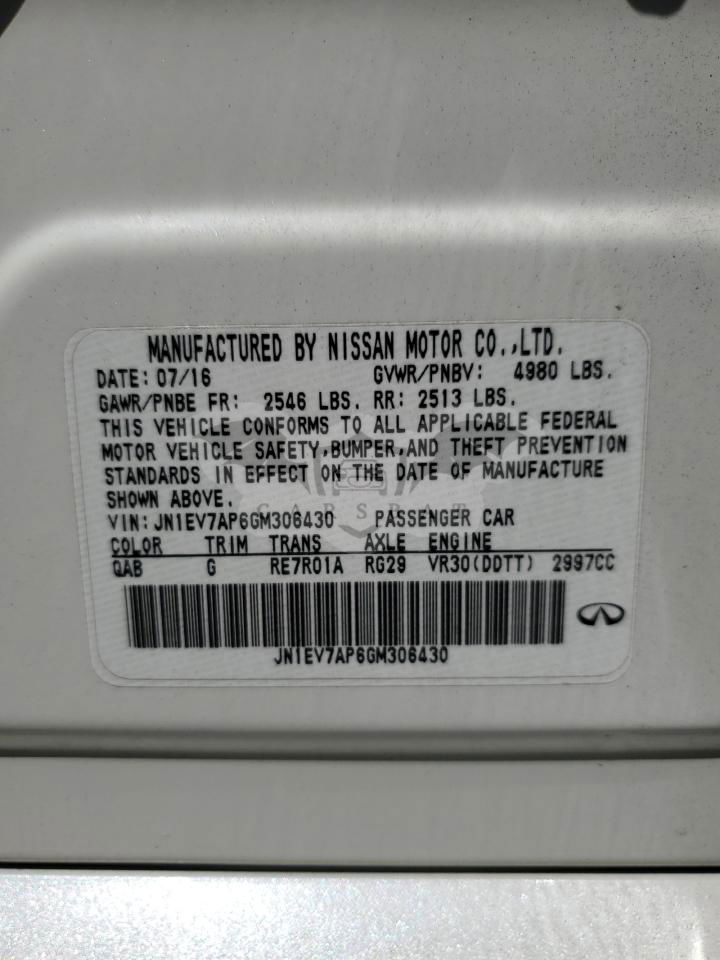 MANUFACTURED BY NISSAN MOTOR CO.,LTD.
DATE: 07/16 GVWR/PNBV: 4980 LBS.
GAWR/PNBE FR: 2546 LBS. RR: 2513 LBS.
THIS VEHICLE CONFORMS TO ALL APPLICABLE FEDERAL
MOTOR VEHICLE SAFETY,BUMPER,AND THEFT PREVENTION
STANDARDS IN EFFECT ON THE DATE OF MANUFACTURE
SHOWN ABOVE.
CARSPAT
VIN: JN1EV7AP6GM306430 PASSENGER CAR
COLOR TRIM TRANS AXLE ENGINE
QAB G RE7R01A RG29 VR30(DDTT) 2997CC
JN1EV7AP6GM306430